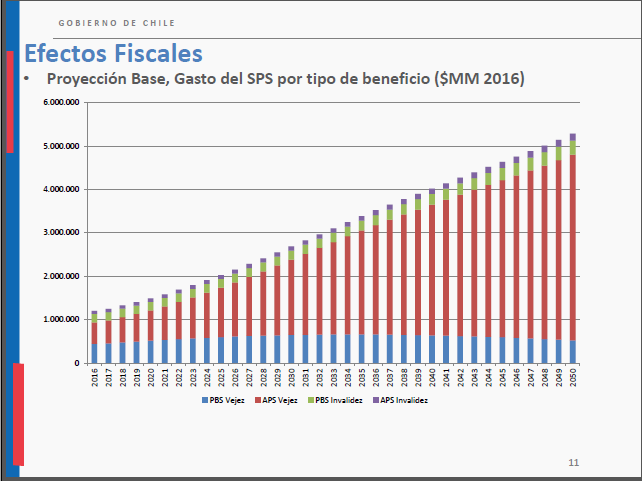 GOBIERNO DE CHILE
Efectos Fiscales
• Proyección Base, Gasto del SPS por tipo de beneficio ($MM 2016)
6.000.000
5.000.000
4.000.000
3.000.000
2.000.000
1.000.000
0
2016 2017 2018 2019 2020 2021 2022 2023 2024 2025 2026 2027 2028 2029 2030 2031 2032 2033 2034 2035 2036 2037 2038 2039 2040 2041 2042 2043 2044 2045 2046 2047 2048 2049 2050
PBS Vejez APS Vejez PBS Invalidez APS Invalidez
11